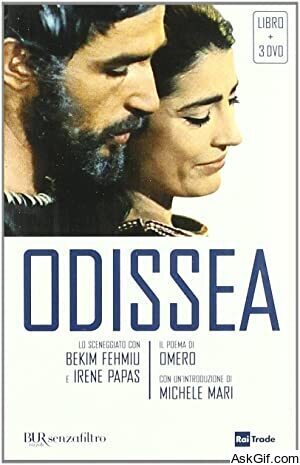 LIBRO
+
3 DVD
ODISSEA
LO SCENEGGIATO CON
BEKIM FEHMIU
E IRENE PAPAS
IL POEMA DI
OMERO
CON UN'INTRODUZIONE DI
MICHELE MARI
BUR senzafiltro
Rai Trade
AskGif.com